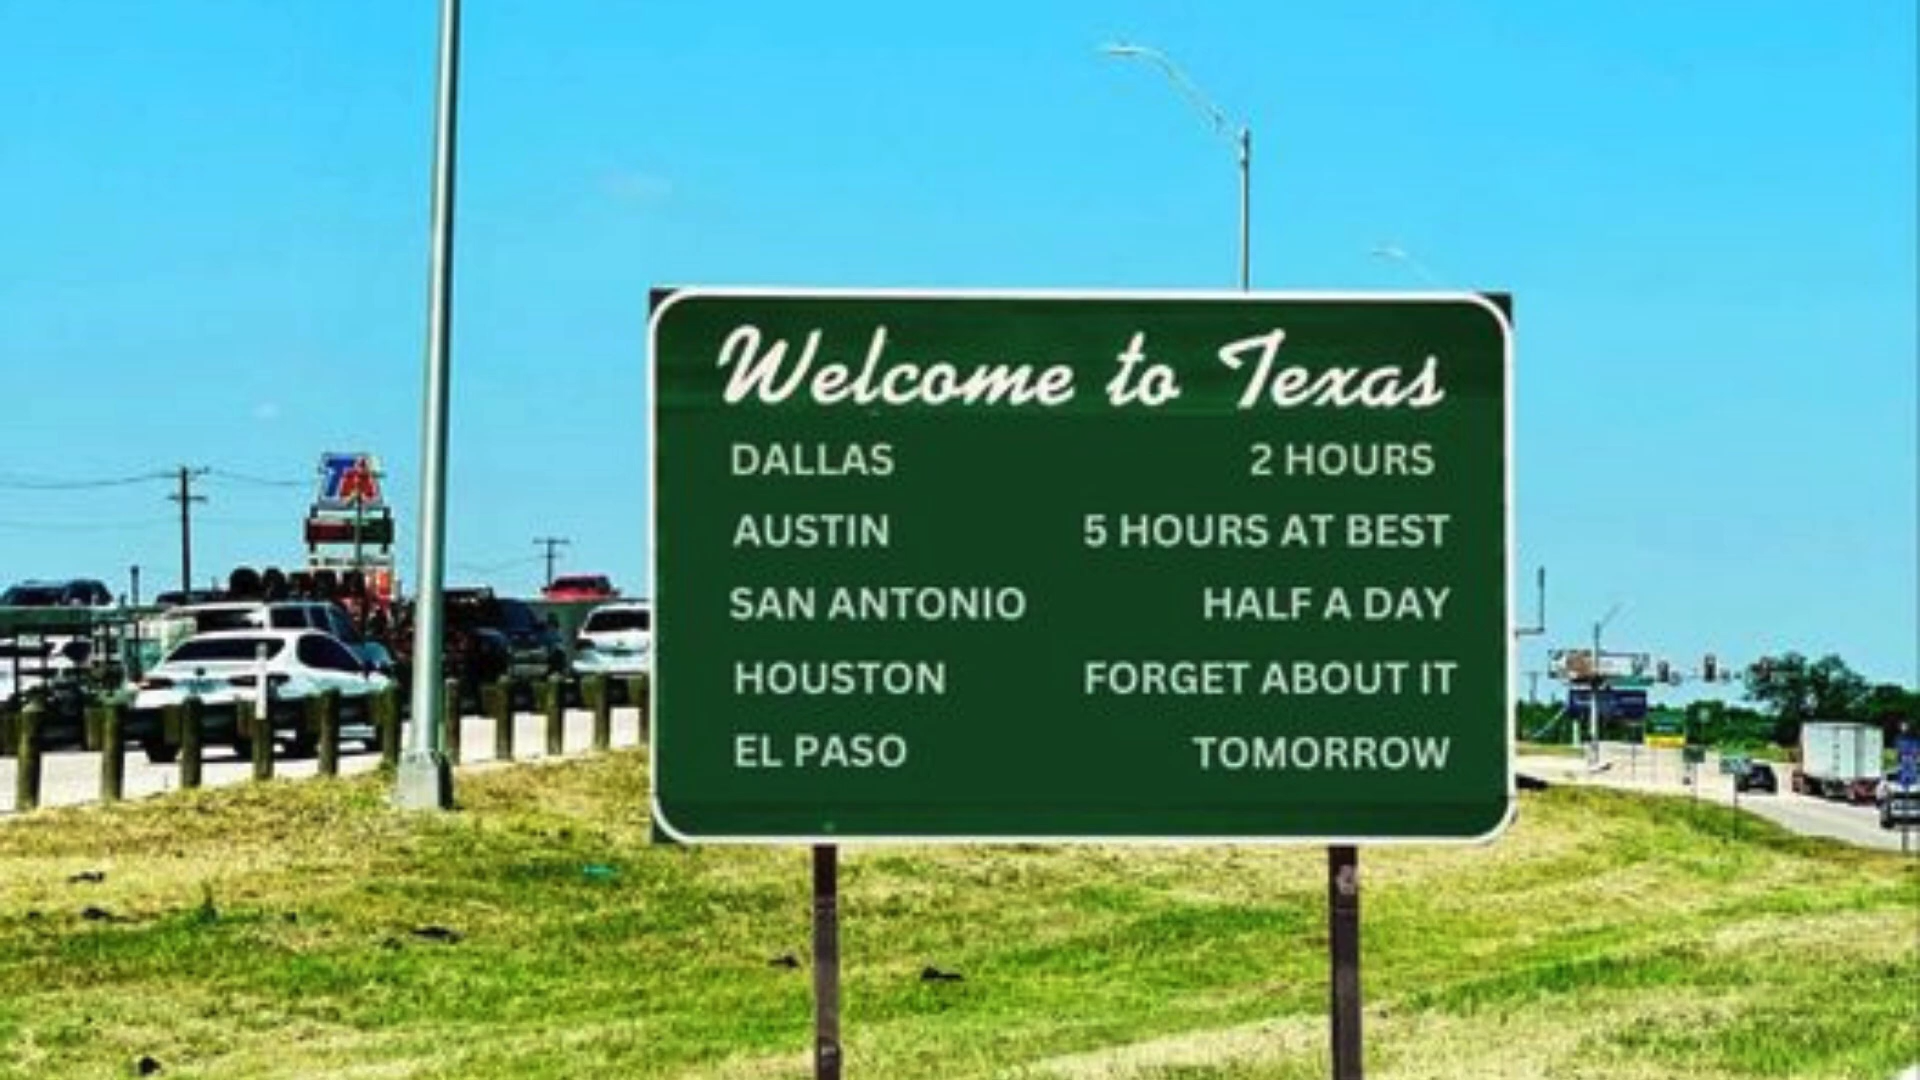 Welcome to Texas
DALLAS 2 HOURS
AUSTIN 5 HOURS AT BEST
SAN ANTONIO HALF A DAY
HOUSTON FORGET ABOUT IT
EL PASO TOMORROW
TA